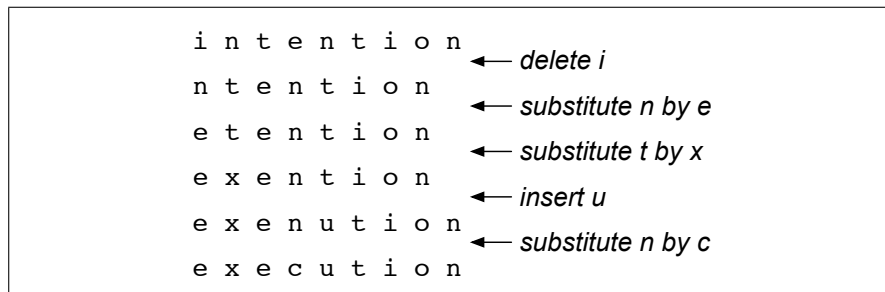 i n t e n t i o n
delete i
n t e n t i o n
substitute n by e
e t e n t i o n
substitute t by x
e x e n t i o n
insert u
e x e n u t i o n
substitute n by c
e x e c u t i o n